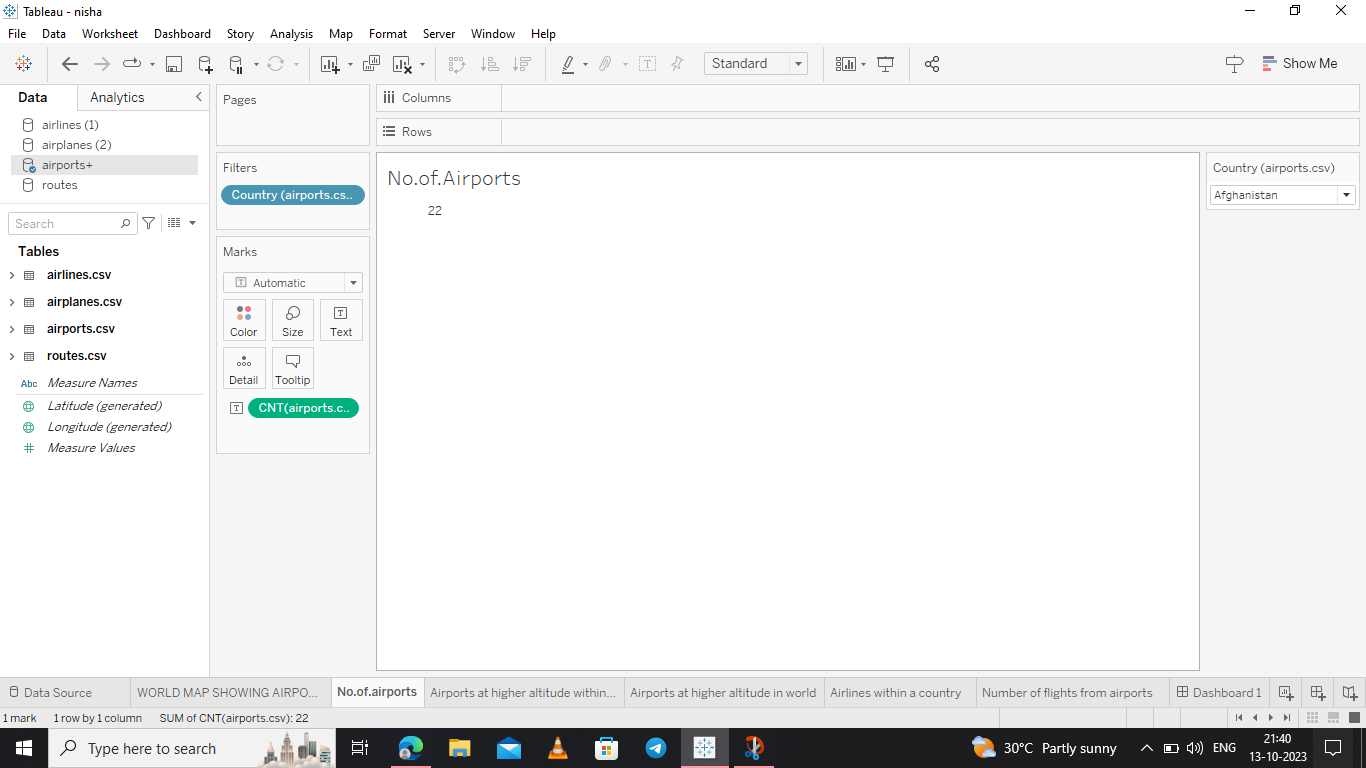 Tableau - nisha
File Data Worksheet Dashboard Story Analysis Map Format Server Window Help
Standard
Show Me
Data Analytics
airlines (1)
airplanes (2)
airports+
routes
Search
Tables
airlines.csv
airplanes.csv
airports.csv
routes.csv
Abc Measure Names
Latitude (generated)
Longitude (generated)
Measure Values
Pages
Filters
Country (airports.cs..
Marks
Automatic
Color Size Text
Detail Tooltip
CNT(airports.c..
Columns
Rows
No.of.Airports
22
Country (airports.csv)
Afghanistan
Data Source WORLD MAP SHOWING AIRPO... No.of.airports Airports at higher altitude within... Airports at higher altitude in world Airlines within a country Number of flights from airports Dashboard 1
1 mark 1 row by 1 column SUM of CNT(airports.csv): 22
Type here to search
30°C Partly sunny
ENG
21:40
13-10-2023